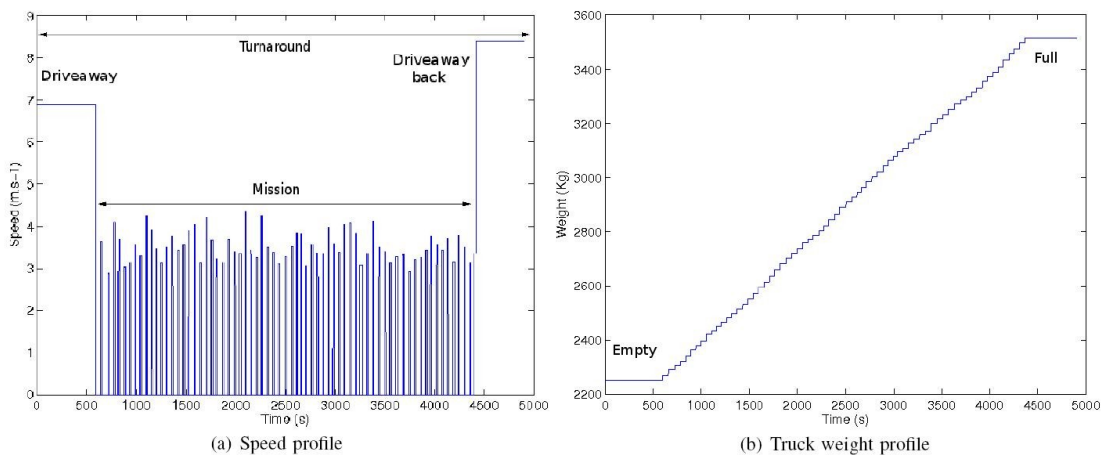 9
8
7
6
5
4
3
2
1
0
Speed (m.s−1)
Turnaround
Driveaway
Driveaway
back
Mission
0 500 1000 1500 2000 2500 3000 3500 4000 4500 5000
Time (s)
(a) Speed profile
3600
3400
3200
3000
2800
2600
2400
2200
Weight (Kg)
Full
Empty
0 500 1000 1500 2000 2500 3000 3500 4000 4500 5000
Time (s)
(b) Truck weight profile